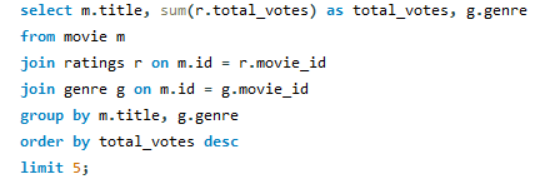 select m.title, sum(r.total_votes) as total_votes, g.genre
from movie m
join ratings r on m.id = r.movie_id
join genre g on m.id = g.movie_id
group by m.title, g.genre
order by total_votes desc
limit 5;